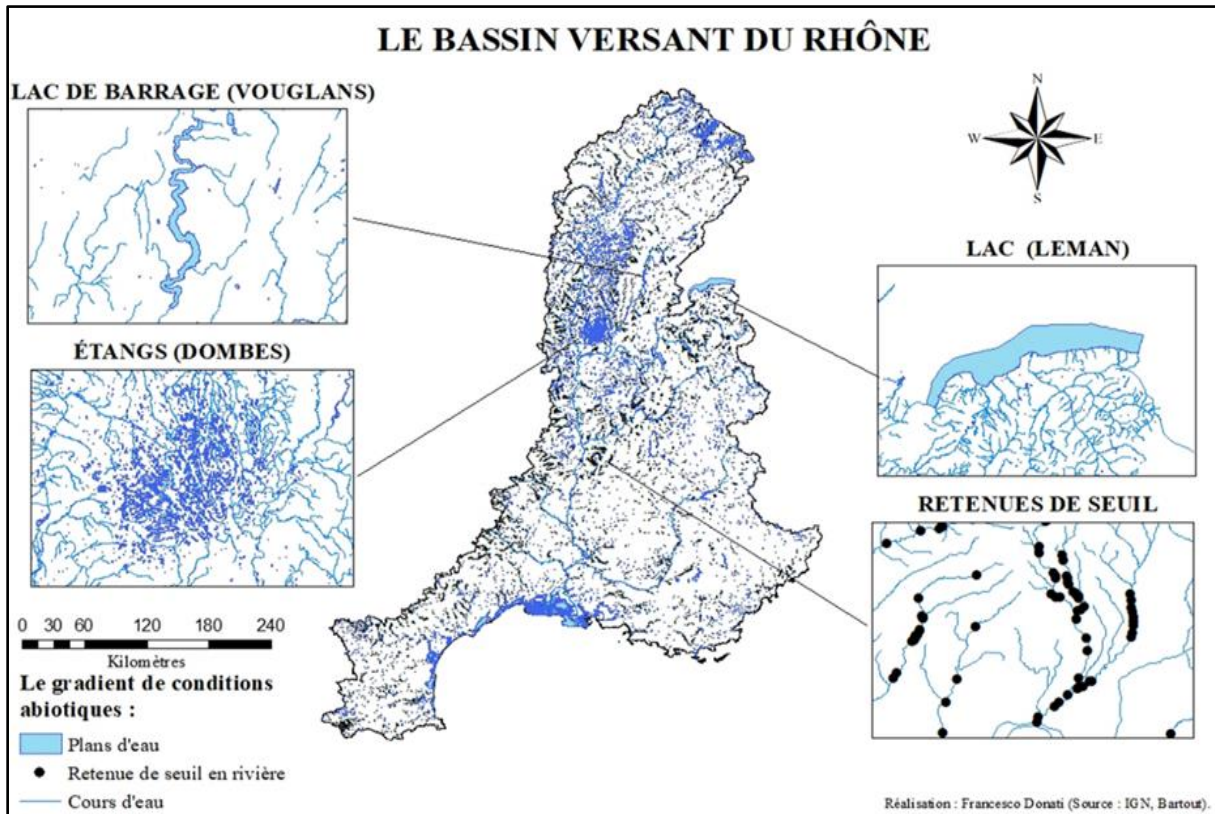 LE BASSIN VERSANT DU RHÔNE
LAC DE BARRAGE (VOUGLANS)
N
W
E
S
LAC (LEMAN)
ÉTANGS (DOMBES)
RETENUES DE SEUIL
0 30 60 120 180 240
Kilomètres
Le gradient de conditions
abiotiques :
Plans d'eau
Retenue de seuil en rivière
Cours d'eau
Réalisation : Francesco Donati (Source : IGN, Bartout).